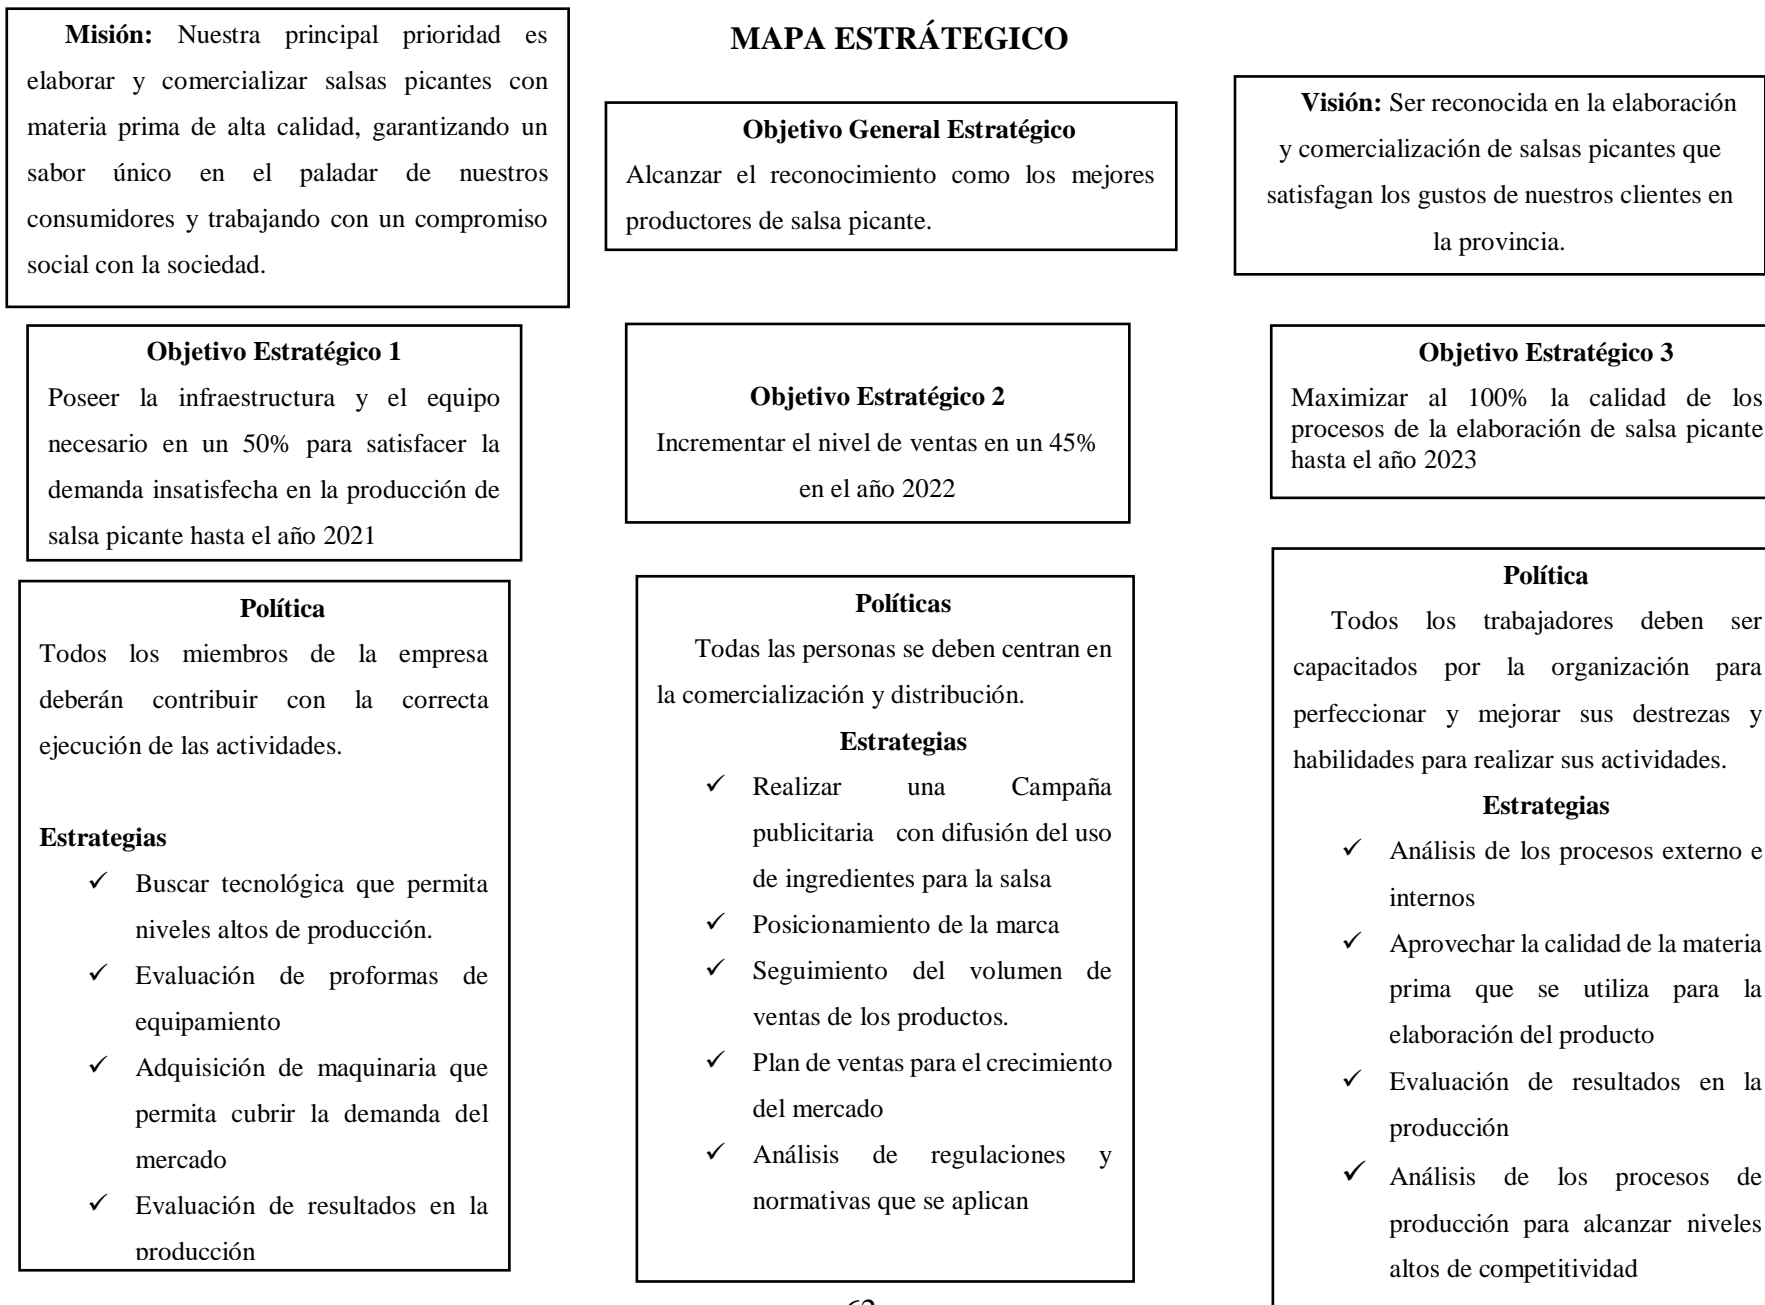 Misión: Nuestra principal prioridad es
elaborar y comercializar salsas picantes con
materia prima de alta calidad, garantizando un
sabor único en el paladar de nuestros
consumidores y trabajando con un compromiso
social con la sociedad.
MAPA ESTRÁTEGICO
Objetivo General Estratégico
Alcanzar el reconocimiento como los mejores
productores de salsa picante.
Visión: Ser reconocida en la elaboración
y comercialización de salsas picantes que
satisfagan los gustos de nuestros clientes en
la provincia.
Objetivo Estratégico 1
Poseer la infraestructura y el equipo
necesario en un 50% para satisfacer la
demanda insatisfecha en la producción de
salsa picante hasta el año 2021
Objetivo Estratégico 2
Incrementar el nivel de ventas en un 45%
en el año 2022
Objetivo Estratégico 3
Maximizar al 100% la calidad de los
procesos de la elaboración de salsa picante
hasta el año 2023
Política
Todos los miembros de la empresa
deberán contribuir con la correcta
ejecución de las actividades.
Estrategias
✓ Buscar tecnológica que permita
niveles altos de producción.
✓ Evaluación de proformas de
equipamiento
✓ Adquisición de maquinaria que
permita cubrir la demanda del
mercado
✓ Evaluación de resultados en la
producción
Políticas
Todas las personas se deben centran en
la comercialización y distribución.
Estrategias
✓ Realizar una Campaña
publicitaria con difusión del uso
de ingredientes para la salsa
✓ Posicionamiento de la marca
✓ Seguimiento del volumen de
ventas de los productos.
✓ Plan de ventas para el crecimiento
del mercado
✓ Análisis de regulaciones y
normativas que se aplican
Política
Todos los trabajadores deben ser
capacitados por la organización para
perfeccionar y mejorar sus destrezas y
habilidades para realizar sus actividades.
Estrategias
✓ Análisis de los procesos externo e
internos
✓ Aprovechar la calidad de la materia
prima que se utiliza para la
elaboración del producto
✓ Evaluación de resultados en la
producción
✓ Análisis de los procesos de
producción para alcanzar niveles
altos de competitividad